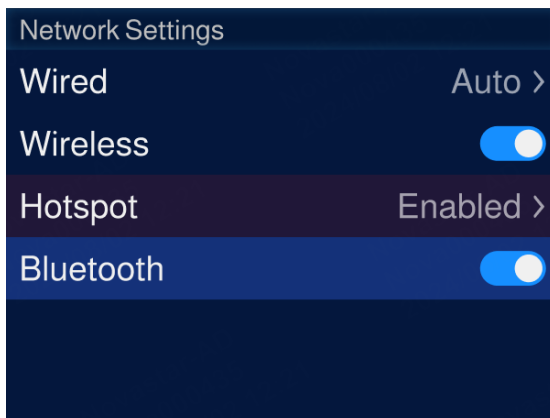 Network Settings
Wired Auto >
Wireless
Hotspot Enabled >
Bluetooth